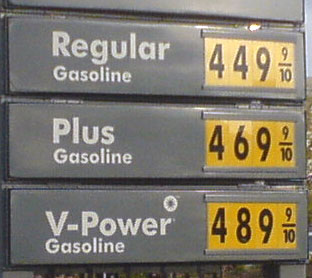 Regular 449 9/10
Gasoline
Plus 469 9/10
Gasoline
V-Power 489 9/10
Gasoline